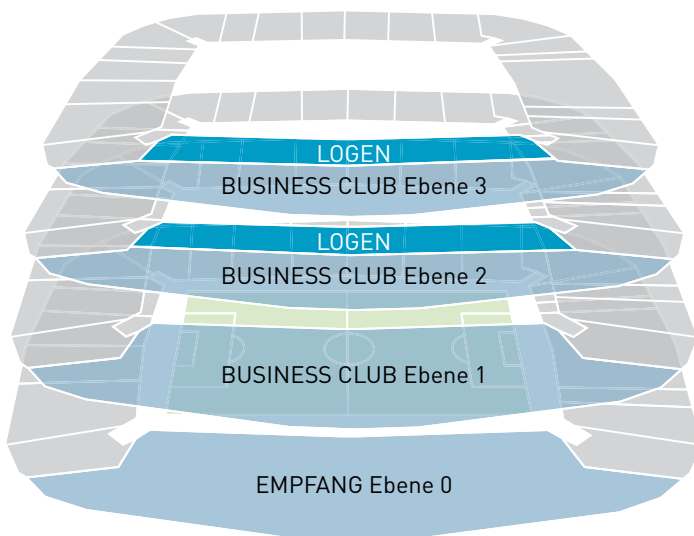 LOGEN
BUSINESS CLUB Ebene 3
LOGEN
BUSINESS CLUB Ebene 2
BUSINESS CLUB Ebene 1
EMPFANG Ebene 0